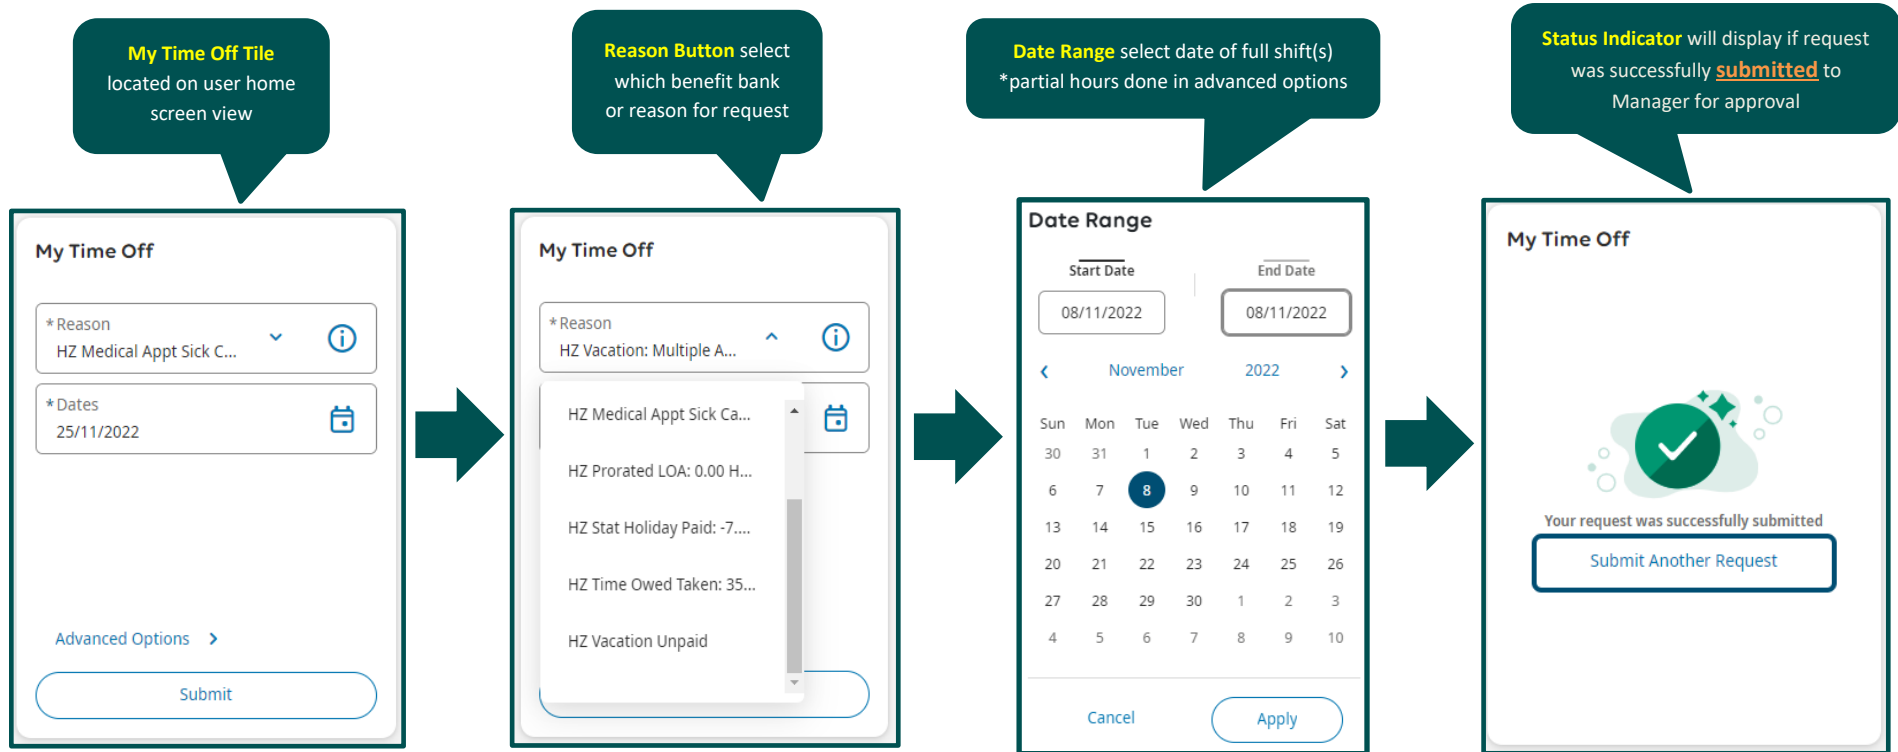 My Time Off Tile
located on user home
screen view
Reason Button select
which benefit bank
or reason for request
Date Range select date of full shift(s)
*partial hours done in advanced options
Status Indicator will display if request
was successfully submitted to
Manager for approval
My Time Off
*Reason
HZ Medical Appt Sick C...
*Dates
25/11/2022
Advanced Options
Submit
My Time Off
*Reason
HZ Vacation: Multiple A...
HZ Medical Appt Sick Ca...
HZ Prorated LOA: 0.00 H...
HZ Stat Holiday Paid: -7....
HZ Time Owed Taken: 35...
HZ Vacation Unpaid
Date Range
Start Date End Date
08/11/2022 08/11/2022
November 2022
Sun Mon Tue Wed Thu Fri Sat
30 31 1 2 3 4 5
6 7 8 9 10 11 12
13 14 15 16 17 18 19
20 21 22 23 24 25 26
27 28 29 30 1 2 3
4 5 6 7 8 9 10
Cancel Apply
My Time Off
Your request was successfully submitted
Submit Another Request